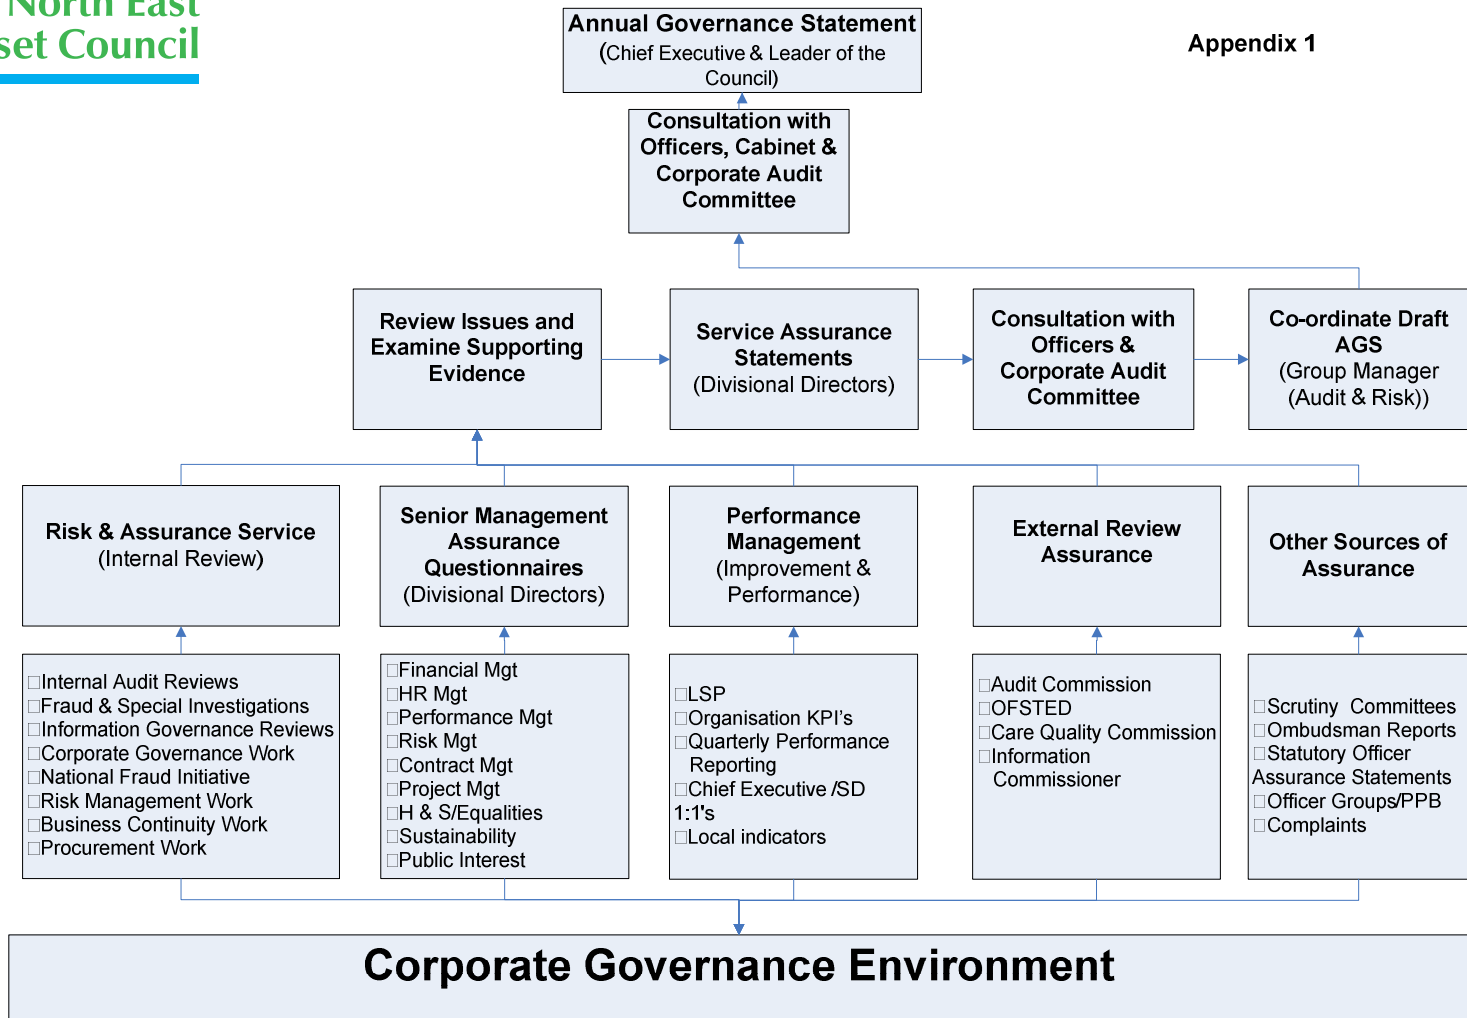 North East
set Council
Appendix 1
Annual Governance Statement
(Chief Executive & Leader of the
Council)
Consultation with
Officers, Cabinet &
Corporate Audit
Committee
Review Issues and
Examine Supporting
Evidence
Service Assurance
Statements
(Divisional Directors)
Consultation with
Officers &
Corporate Audit
Committee
Co-ordinate Draft
AGS
(Group Manager
(Audit & Risk))
Risk & Assurance Service
(Internal Review)
Senior Management
Assurance
Questionnaires
(Divisional Directors)
Performance
Management
(Improvement &
Performance)
External Review
Assurance
Other Sources of
Assurance
□Internal Audit Reviews
□Fraud & Special Investigations
□Information Governance Reviews
□Corporate Governance Work
□National Fraud Initiative
□Risk Management Work
□Business Continuity Work
□Procurement Work
□Financial Mgt
□HR Mgt
□Performance Mgt
□Risk Mgt
□Contract Mgt
□Project Mgt
□H & S/Equalities
□Sustainability
□Public Interest
□LSP
□Organisation KPI's
□Quarterly Performance
Reporting
□Chief Executive /SD
1:1's
□Local indicators
□Audit Commission
□OFSTED
□Care Quality Commission
□Information
Commissioner
□Scrutiny Committees
□Ombudsman Reports
□Statutory Officer
Assurance Statements
□Officer Groups/PPB
□Complaints
Corporate Governance Environment